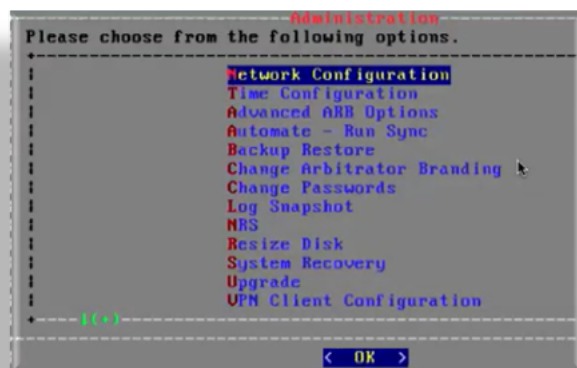 Administration
Please choose from the following options.
Network Configuration
Time Configuration
Advanced ARB Options
Automate - Run Sync
Backup Restore
Change Arbitrator Branding
Change Passwords
Log Snapshot
NRS
Resize Disk
System Recovery
Upgrade
VPN Client Configuration
↓(+)
< OK >